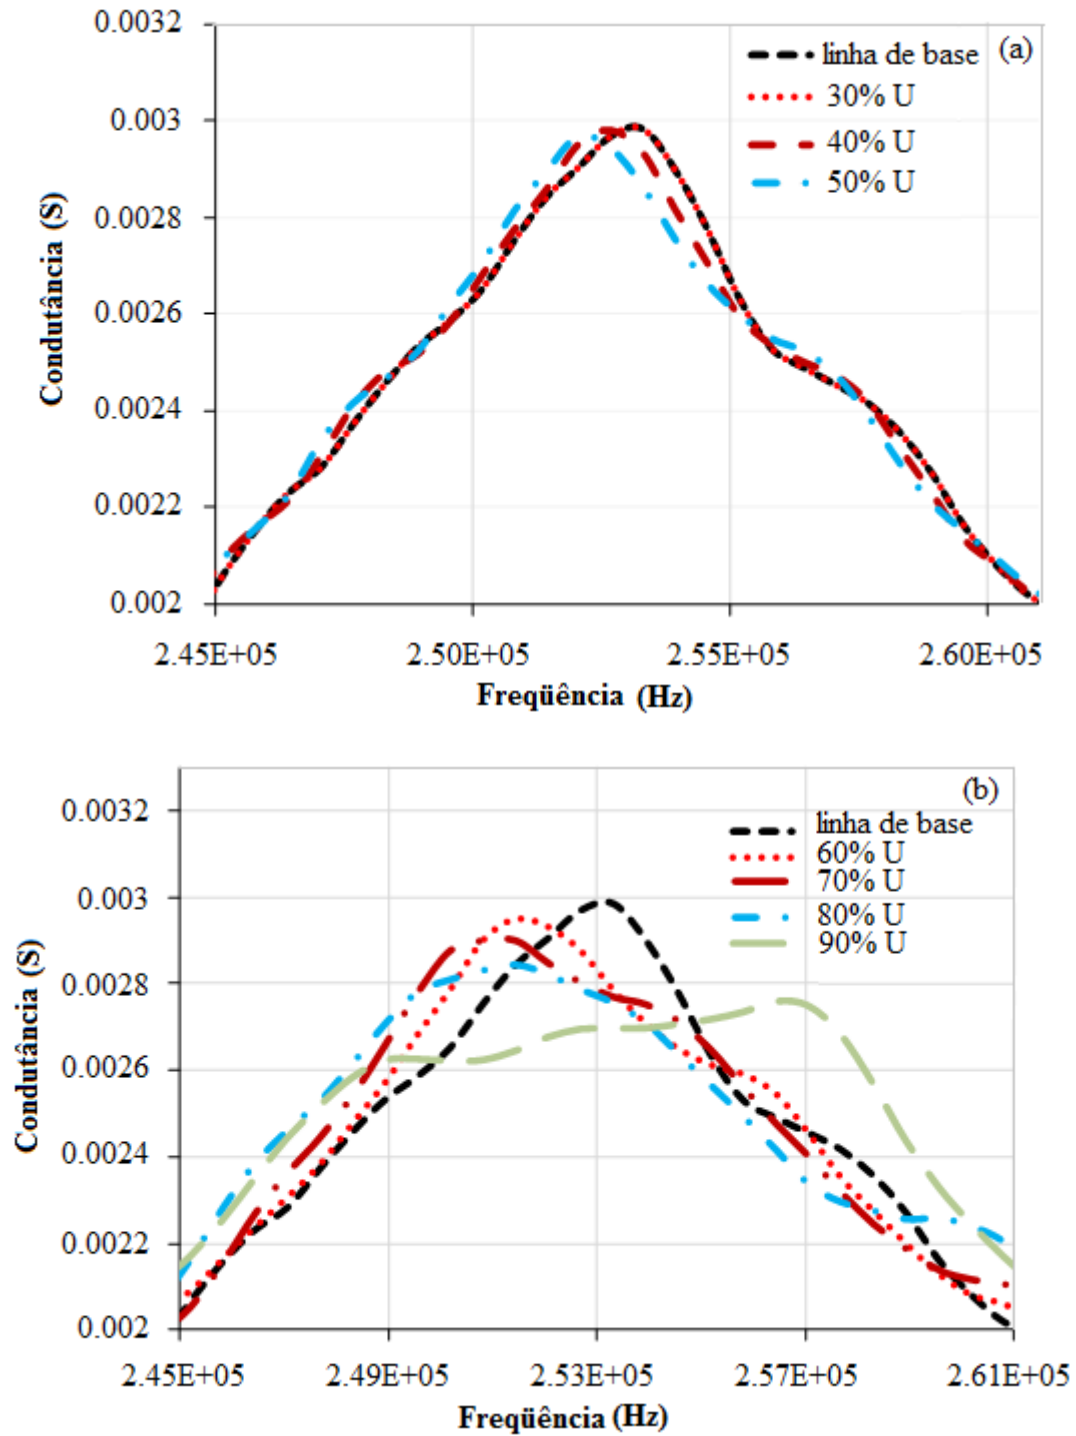 0.0032
(a)
linha de base
30% U
40% U
50% U
0.003
0.0028
0.0026
0.0024
0.0022
0.002
Condutância (S)
2.45E+05 2.50E+05 2.55E+05 2.60E+05
Freqüência (Hz)
(b)
0.0032
linha de base
60% U
70% U
80% U
90% U
0.003
0.0028
0.0026
0.0024
0.0022
0.002
Condutância (S)
2.45E+05 2.49E+05 2.53E+05 2.57E+05 2.61E+05
Freqüência (Hz)